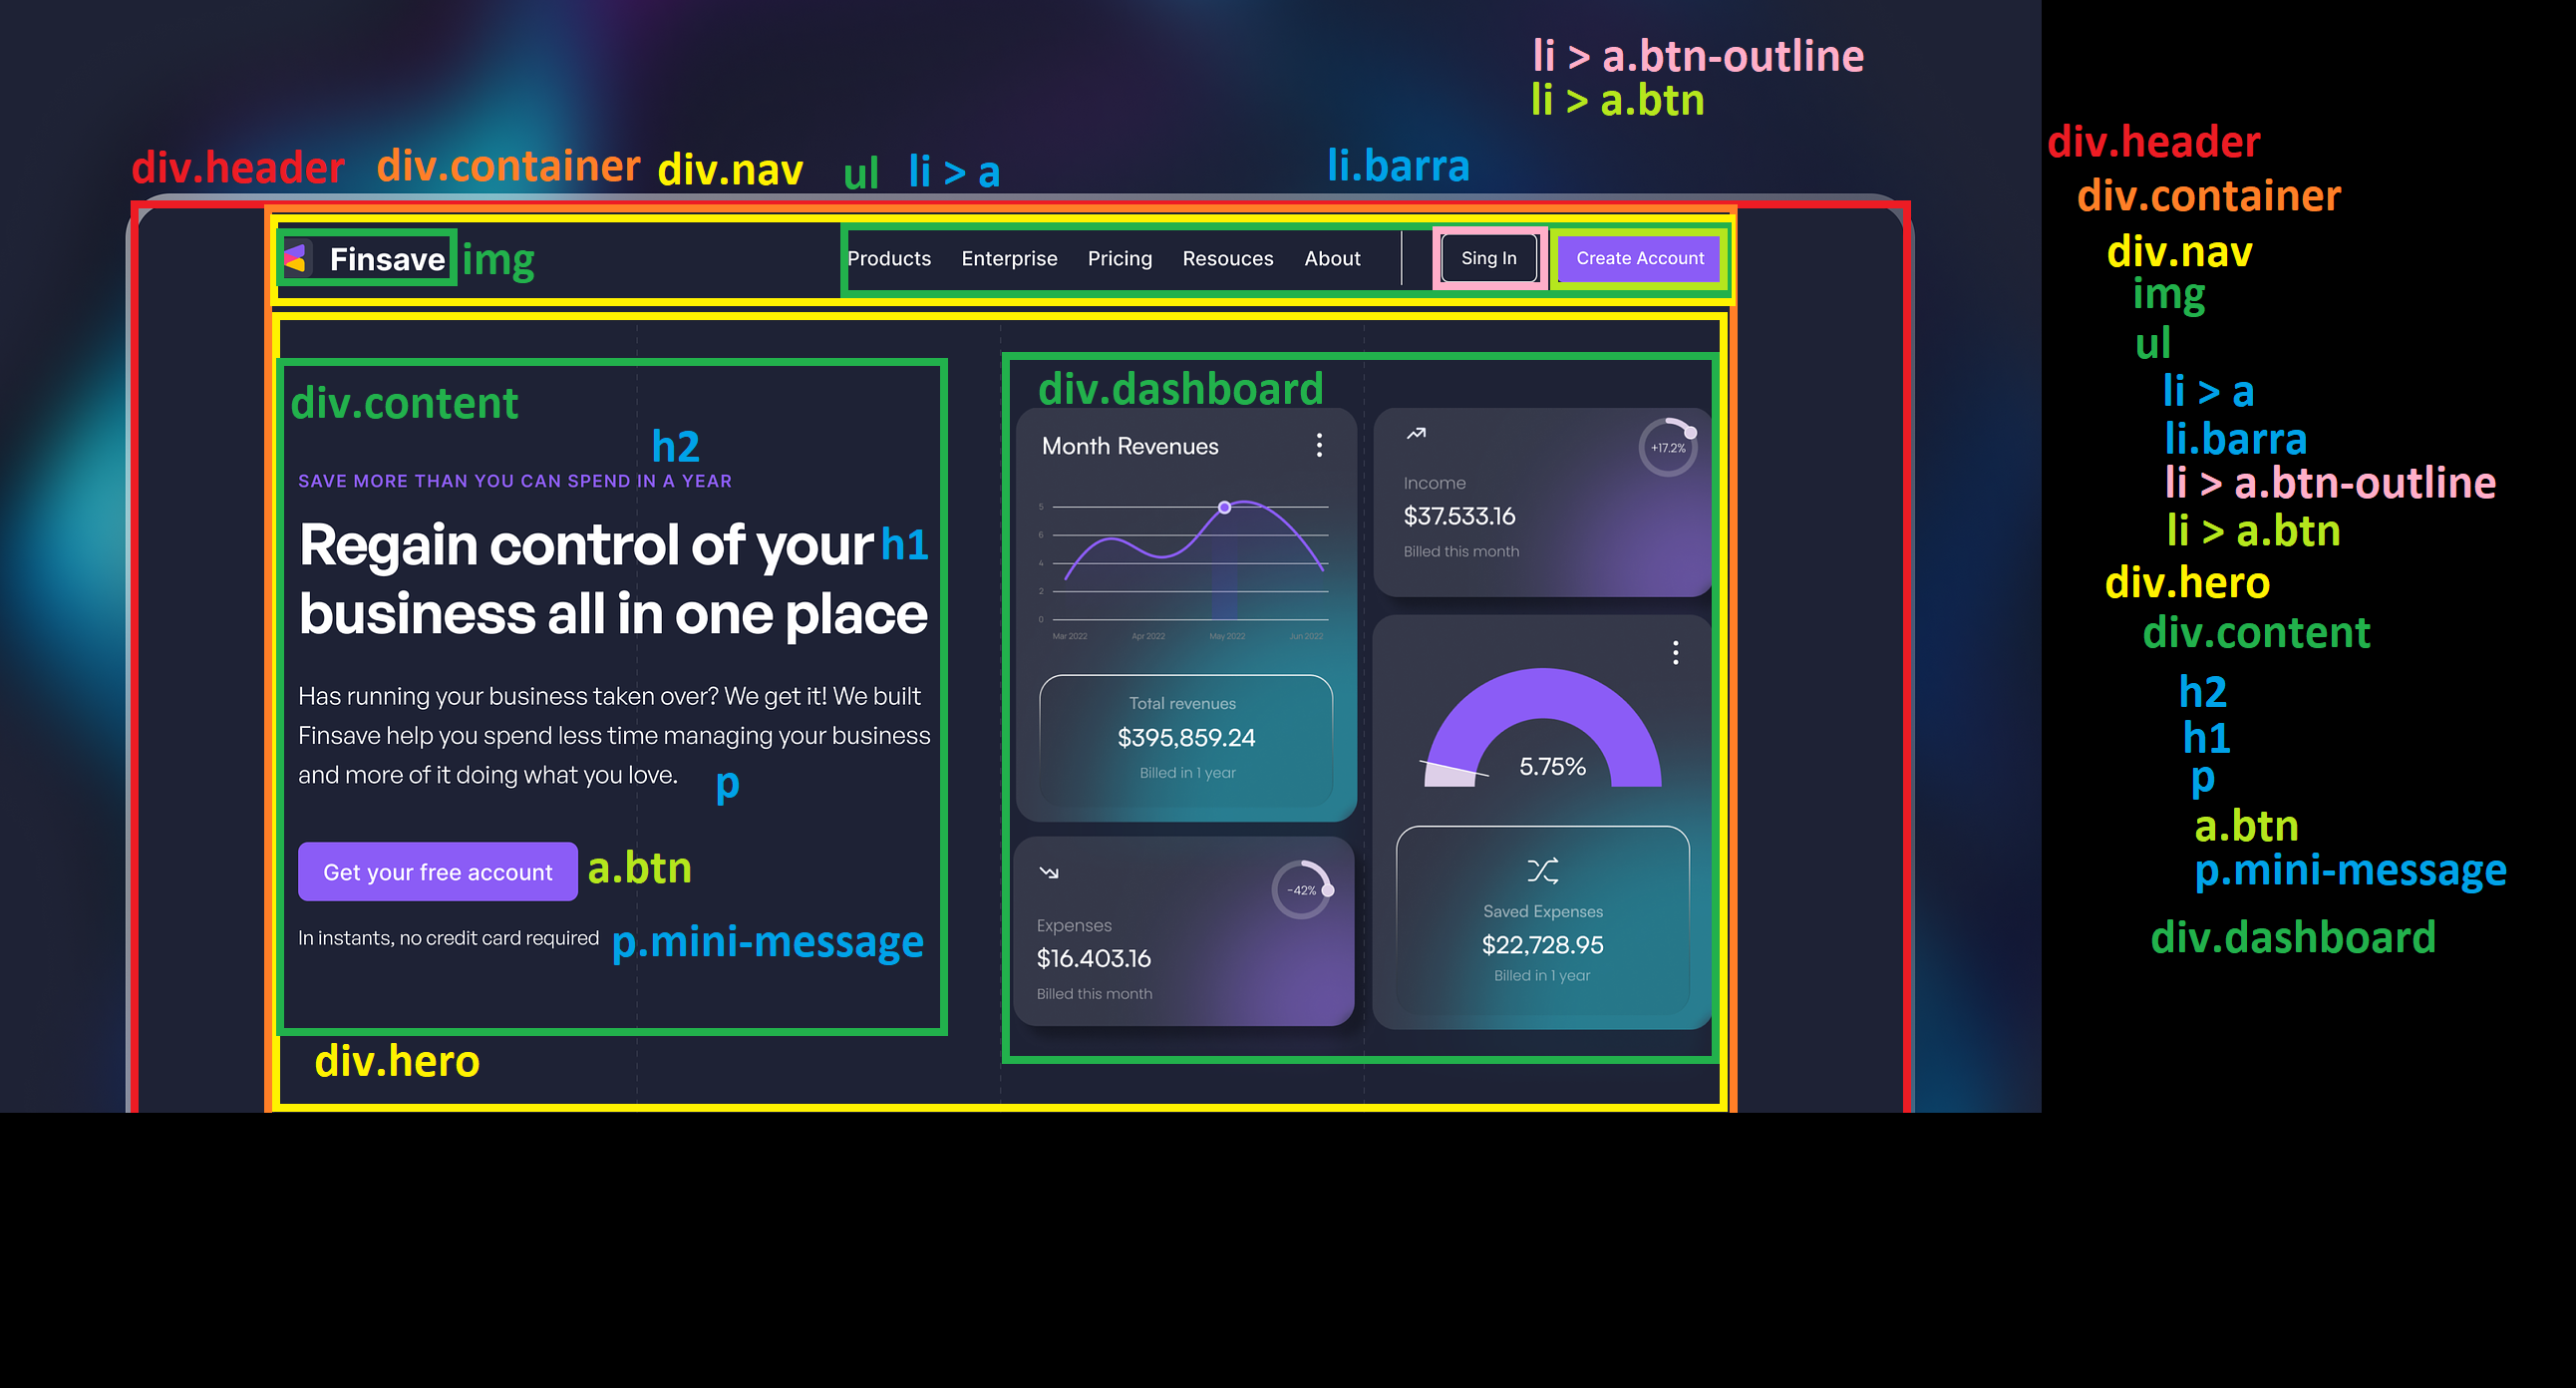 li > a.btn-outline
li > a.btn
div.header div.container div.nav ul li > a li.barra
Finsave img
Products Enterprise Pricing Resouces About Sing In Create Account
div.content
h2
SAVE MORE THAN YOU CAN SPEND IN A YEAR
Regain control of your h1
business all in one place
Has running your business taken over? We get it! We built
Finsave help you spend less time managing your business
and more of it doing what you love.
p
Get your free account a.btn
In instants, no credit card required p.mini-message
div.hero
div.dashboard
Month Revenues
5
6
4
2
0
Mar 2022 Apr 2022 May 2022 Jun 2022
Total revenues
$395,859.24
Billed in 1 year
-42%
Expenses
$16.403.16
Billed this month
+17.2%
Income
$37.533.16
Billed this month
5.75%
Saved Expenses
$22,728.95
Billed in 1 year
div.header
div.container
div.nav
img
ul
li > a
li.barra
li > a.btn-outline
li > a.btn
div.hero
div.content
h2
h1
p
a.btn
p.mini-message
div.dashboard